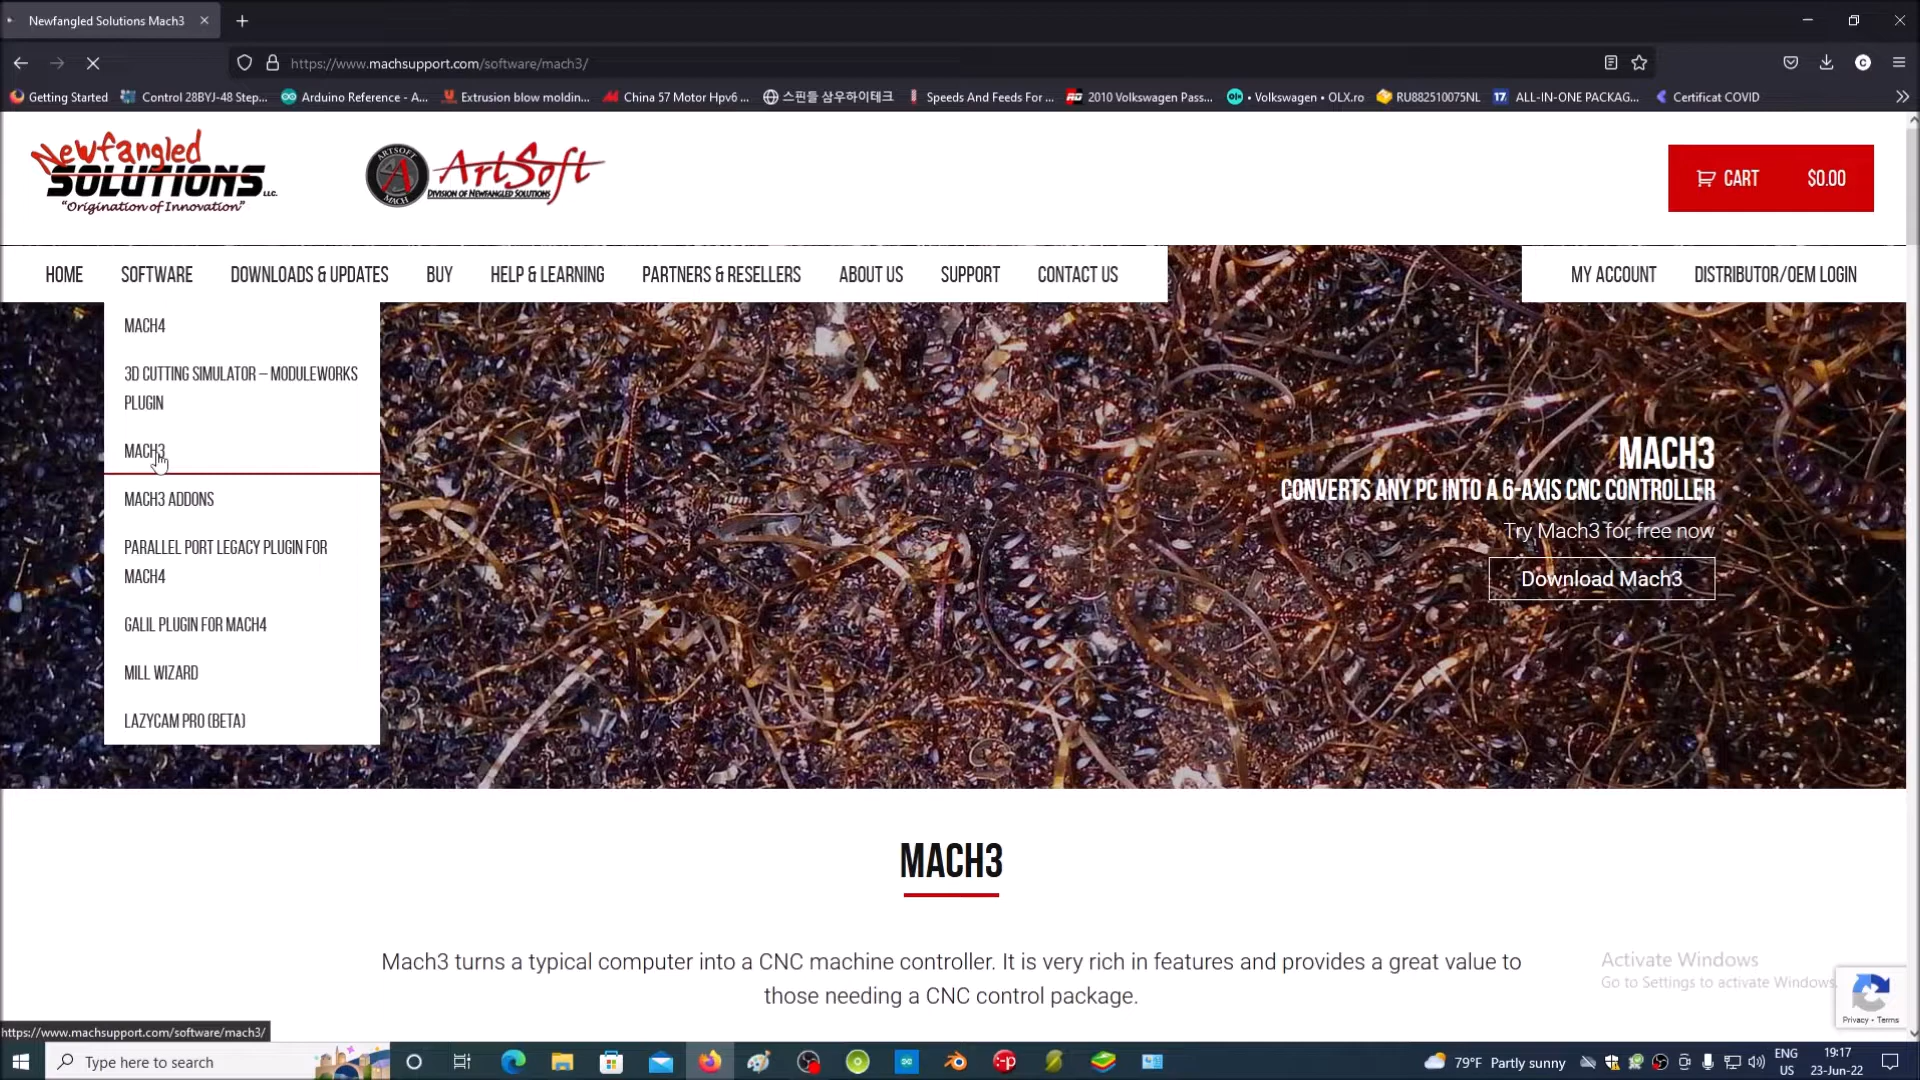 Newfangled Solutions Mach3
https://www.machsupport.com/software/mach3/
Getting Started
Control 28BYJ-48 Step...
Arduino Reference - A...
Extrusion blow moldin...
China 57 Motor Hpv6 ...
스핀들 삼우하이테크
Speeds And Feeds For ...
2010 Volkswagen Pass...
• Volkswagen • OLX.ro
RU882510075NL
17 ALL-IN-ONE PACKAG...
Certificat COVID
Newfangled
SOLUTIONS LLC.
"Origination of Innovation"
ARTSOFT
MACH
ArtSoft
DIVISION OF NEWFANGLED SOLUTIONS
CART $0.00
HOME
SOFTWARE
DOWNLOADS & UPDATES
BUY
HELP & LEARNING
PARTNERS & RESELLERS
ABOUT US
SUPPORT
CONTACT US
MY ACCOUNT
DISTRIBUTOR/OEM LOGIN
MACH4
3D CUTTING SIMULATOR – MODULEWORKS
PLUGIN
MACH3
MACH3 ADDONS
PARALLEL PORT LEGACY PLUGIN FOR
MACH4
GALIL PLUGIN FOR MACH4
MILL WIZARD
LAZYCAM PRO (BETA)
MACH3
CONVERTS ANY PC INTO A 6-AXIS CNC CONTROLLER
Try Mach3 for free now
Download Mach3
MACH3
Mach3 turns a typical computer into a CNC machine controller. It is very rich in features and provides a great value to
those needing a CNC control package.
Activate Windows
Go to Settings to activate Windows.
Privacy • Terms
https://www.machsupport.com/software/mach3/
Type here to search
79°F Partly sunny
ENG
US
19:17
23-Jun-22